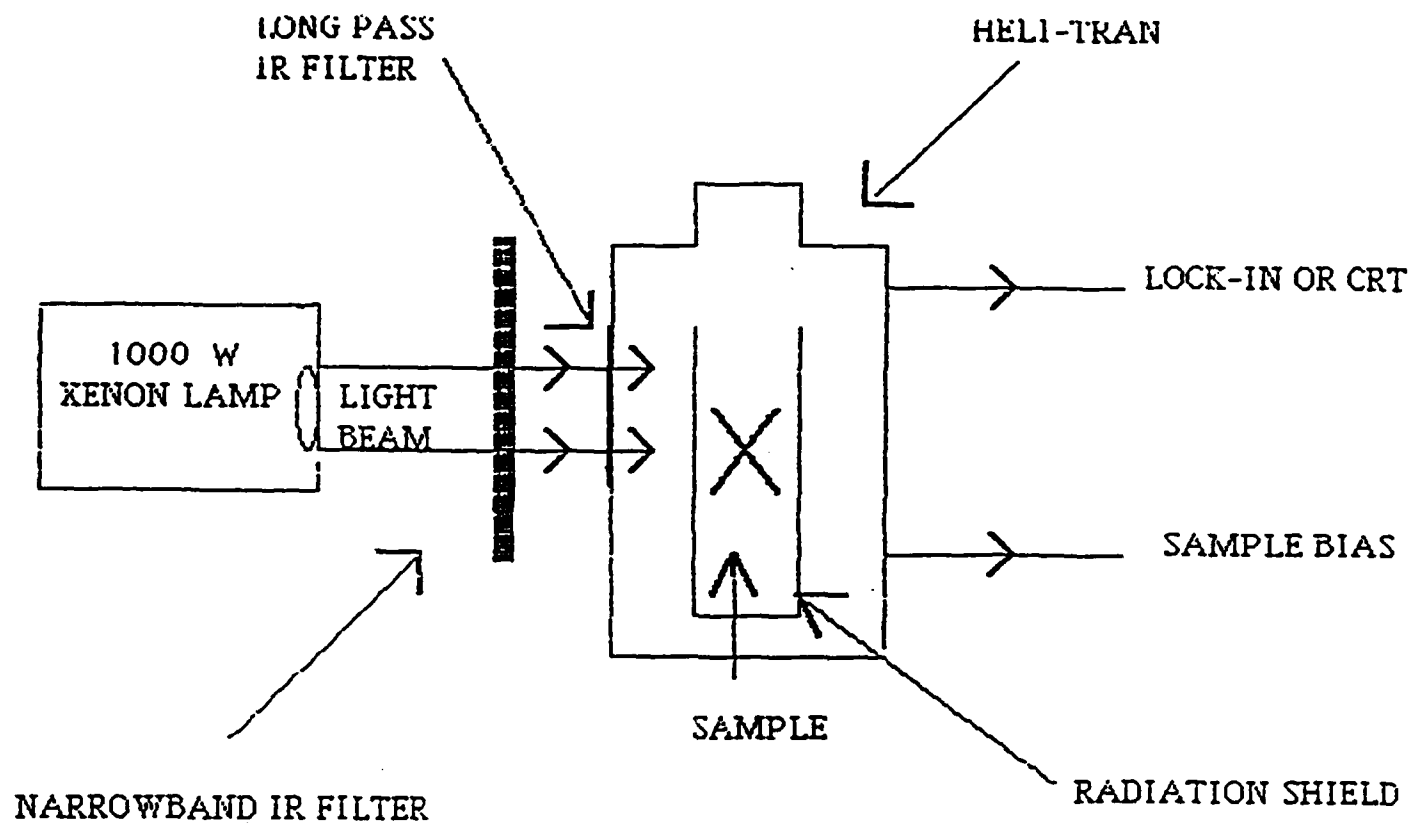 LONG PASS
IR FILTER
HELI-TRAN
LOCK-IN OR CRT
1000 W
XENON LAMP
LIGHT
BEAM
SAMPLE BIAS
SAMPLE
RADIATION SHIELD
NARROWBAND IR FILTER